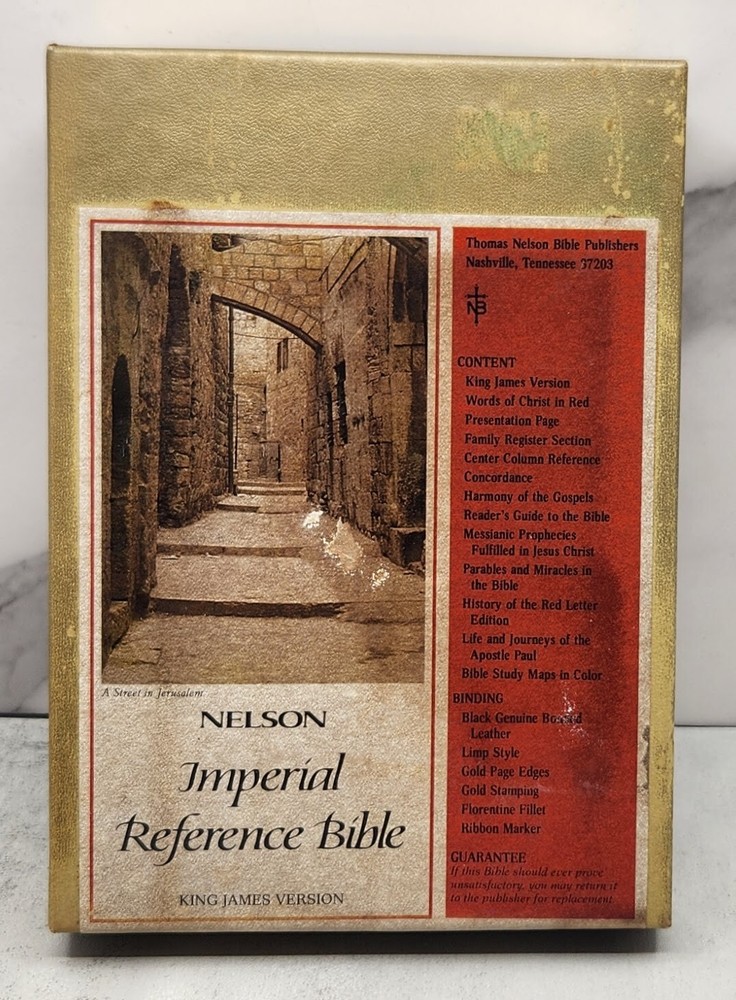 Thomas Nelson Bible Publishers
Nashville, Tennessee 37203
NB
CONTENT
King James Version
Words of Christ in Red
Presentation Page
Family Register Section
Center Column Reference
Concordance
Harmony of the Gospels
Reader's Guide to the Bible
Messianic Prophecies
Fulfilled in Jesus Christ
Parables and Miracles in
the Bible
History of the Red Letter
Edition
Life and Journeys of the
Apostle Paul
Bible Study Maps in Color
BINDING
Black Genuine Bonded
Leather
Limp Style
Gold Page Edges
Gold Stamping
Florentine Fillet
Ribbon Marker
GUARANTEE
If this Bible should ever prove
unsatisfactory, you may return it
to the publisher for replacement
A Street in Jerusalem
NELSON
Imperial
Reference Bible
KING JAMES VERSION